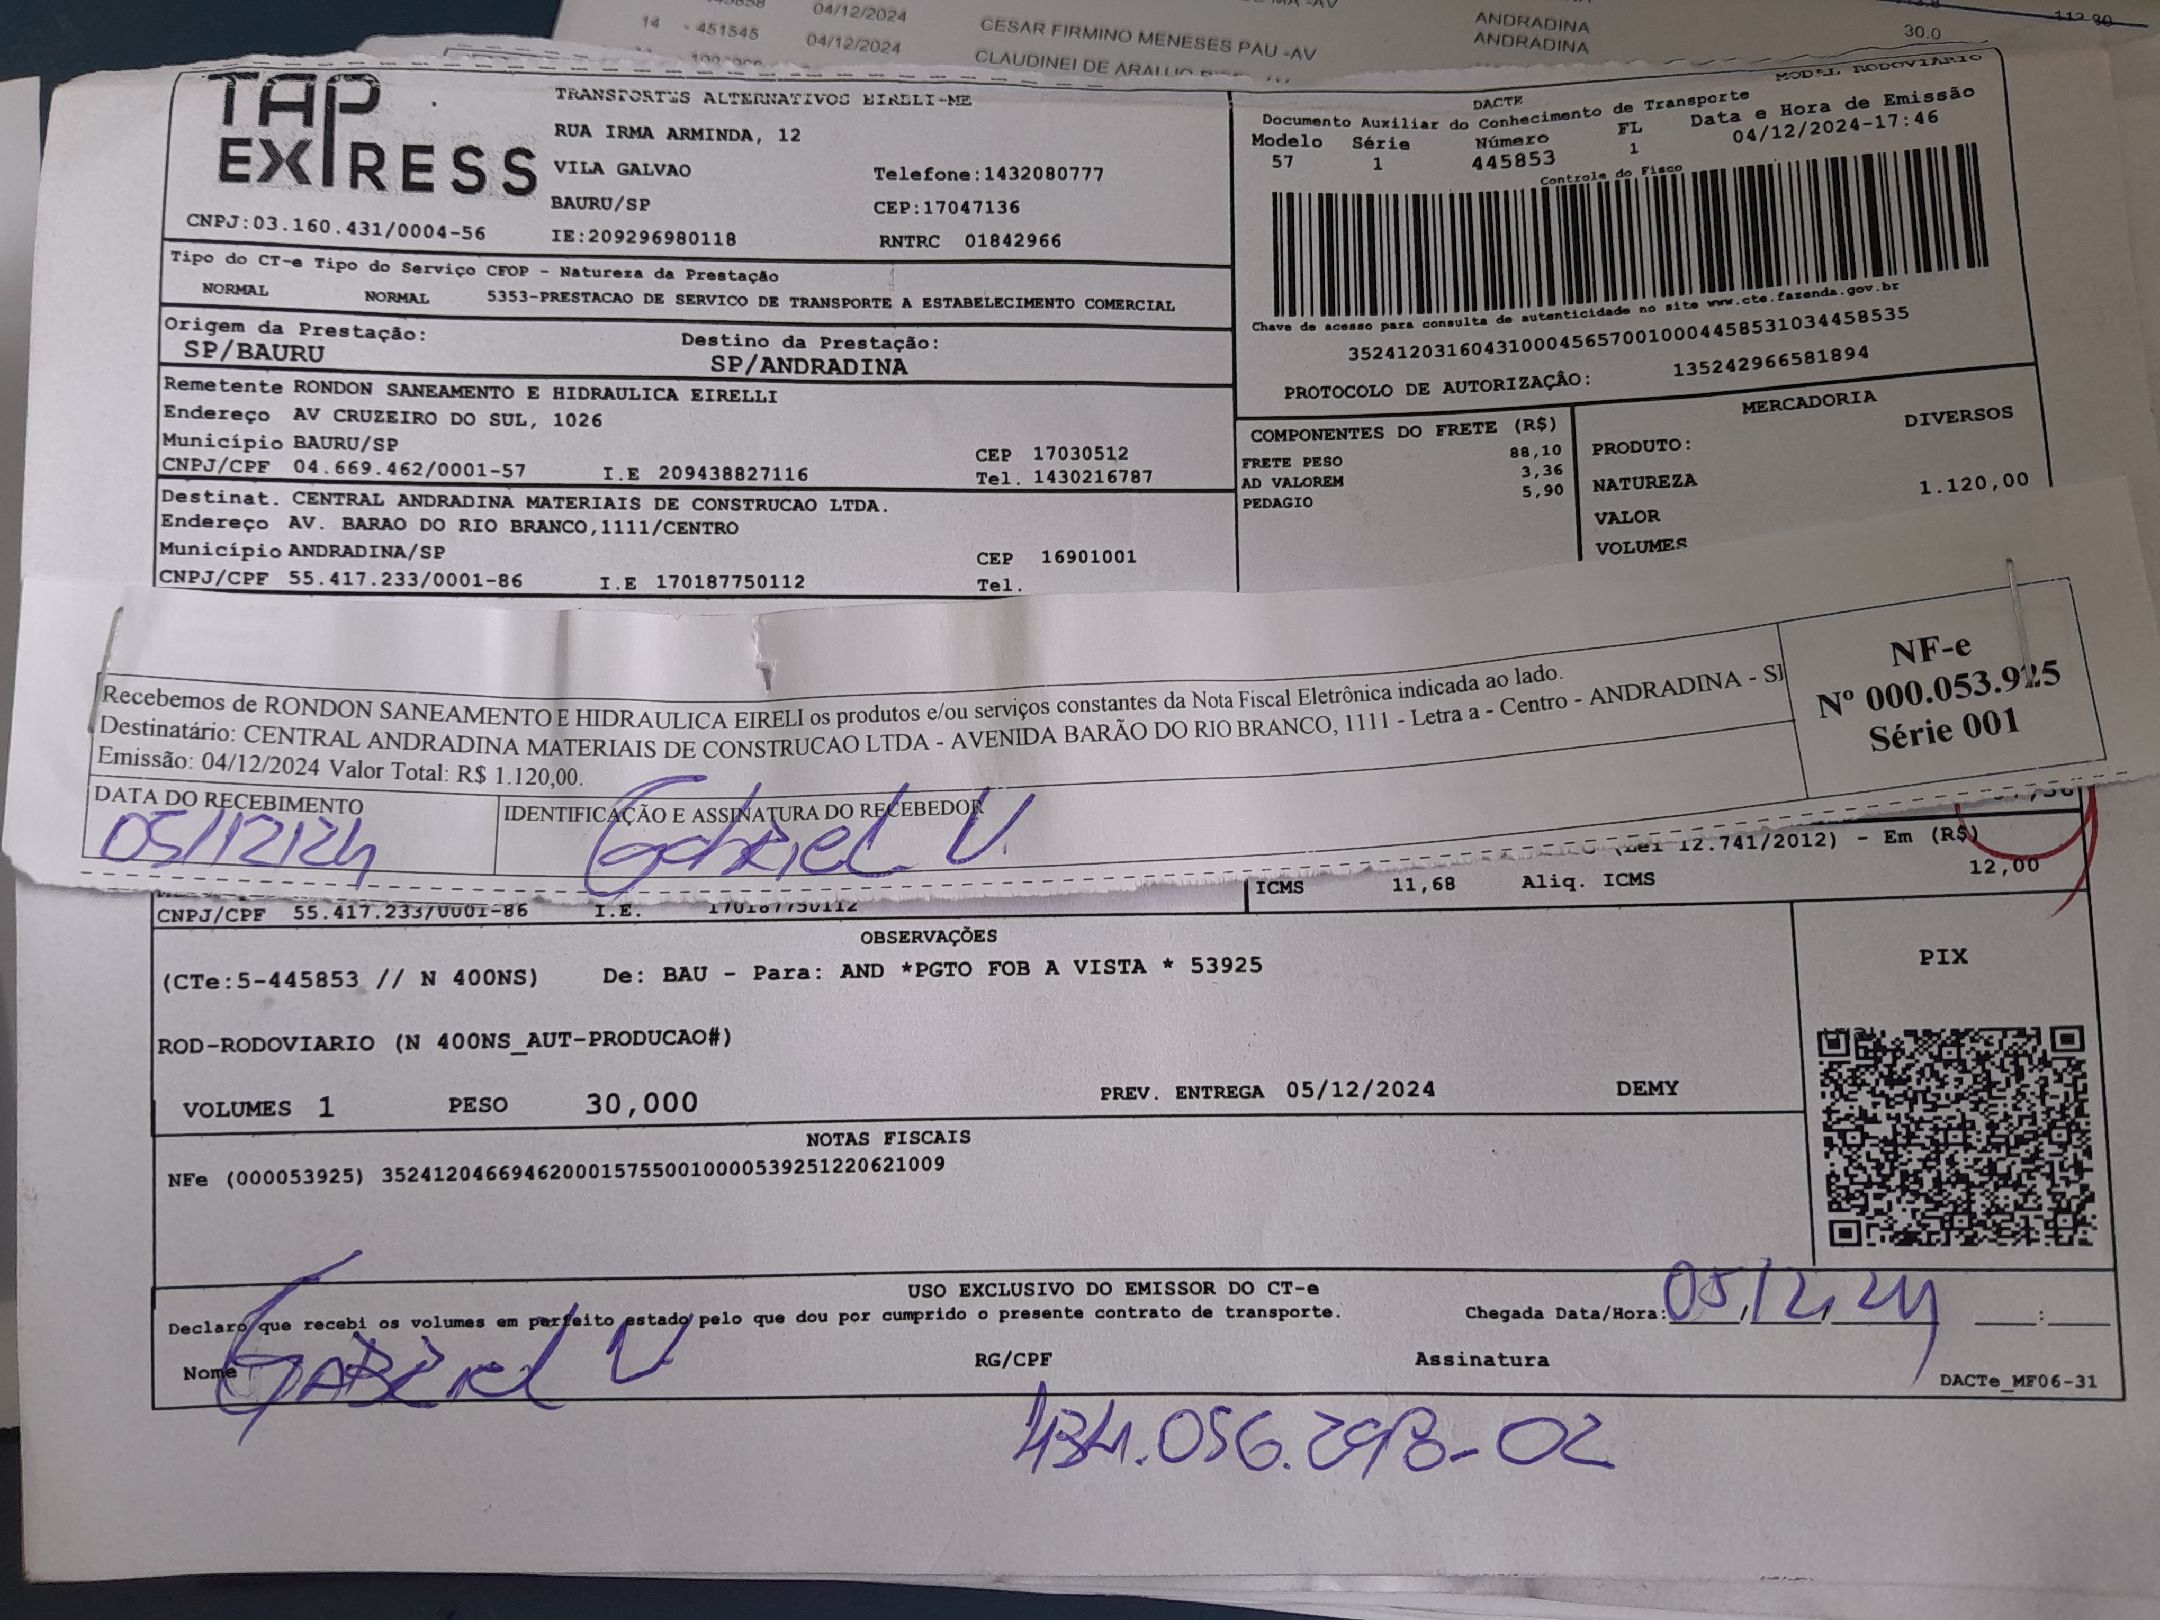 04/12/2024
14 - 451545 04/12/2024 CESAR FIRMINO MENESES PAU -AV ANDRADINA 30.0
CLAUDINEI DE ARAUJO ANDRADINA
TAP EXPRESS
TRANSPORTES ALTERNATIVOS EIRELI-ME
RUA IRMA ARMINDA, 12
VILA GALVAO Telefone:1432080777
BAURU/SP CEP:17047136
CNPJ:03.160.431/0004-56 IE:209296980118 RNTRC 01842966
DACTE MODAL RODOVIARIO
Documento Auxiliar do Conhecimento de Transporte
Modelo Série Número FL Data e Hora de Emissão
57 1 445853 1 04/12/2024-17:46
Controle do Fisco
Chave de acesso para consulta de autenticidade no site www.cte.fazenda.gov.br
35241203160431000456570010004458531034458535
PROTOCOLO DE AUTORIZAÇÂO: 135242966581894
Tipo do CT-e Tipo do Serviço CFOP - Natureza da Prestação
NORMAL NORMAL 5353-PRESTACAO DE SERVICO DE TRANSPORTE A ESTABELECIMENTO COMERCIAL
Origem da Prestação: Destino da Prestação:
SP/BAURU SP/ANDRADINA
Remetente RONDON SANEAMENTO E HIDRAULICA EIRELLI
Endereço AV CRUZEIRO DO SUL, 1026
Município BAURU/SP CEP 17030512
CNPJ/CPF 04.669.462/0001-57 I.E 209438827116 Tel. 1430216787
Destinat. CENTRAL ANDRADINA MATERIAIS DE CONSTRUCAO LTDA.
Endereço AV. BARAO DO RIO BRANCO,1111/CENTRO
Município ANDRADINA/SP CEP 16901001
CNPJ/CPF 55.417.233/0001-86 I.E 170187750112 Tel.
COMPONENTES DO FRETE (R$)
FRETE PESO 88,10
AD VALOREM 3,36
PEDAGIO 5,90
MERCADORIA
PRODUTO: DIVERSOS
NATUREZA
VALOR 1.120,00
VOLUMES
Recebemos de RONDON SANEAMENTO E HIDRAULICA EIRELI os produtos e/ou serviços constantes da Nota Fiscal Eletrônica indicada ao lado.
Destinatário: CENTRAL ANDRADINA MATERIAIS DE CONSTRUCAO LTDA - AVENIDA BARÃO DO RIO BRANCO, 1111 - Letra a - Centro - ANDRADINA - SP
Emissão: 04/12/2024 Valor Total: R$ 1.120,00.
NF-e
Nº 000.053.925
Série 001
DATA DO RECEBIMENTO IDENTIFICAÇÃO E ASSINATURA DO RECEBEDOR
05/12/24 Gabriel V.
(Lei 12.741/2012) - Em (R$)
ICMS 11,68 Aliq. ICMS 12,00
CNPJ/CPF 55.417.233/0001-86 I.E. 170187750112
OBSERVAÇÕES
(CTe:5-445853 // N 400NS) De: BAU - Para: AND *PGTO FOB A VISTA * 53925
ROD-RODOVIARIO (N 400NS_AUT-PRODUCAO#)
VOLUMES 1 PESO 30,000 PREV. ENTREGA 05/12/2024 DEMY
PIX
NOTAS FISCAIS
NFe (000053925) 35241204669462000157550010000539251220621009
USO EXCLUSIVO DO EMISSOR DO CT-e
Declaro que recebi os volumes em perfeito estado pelo que dou por cumprido o presente contrato de transporte. Chegada Data/Hora: 05/12/24 __:__
Nome Gabriel V RG/CPF Assinatura
DACTe_MF06-31
434.056.298-02